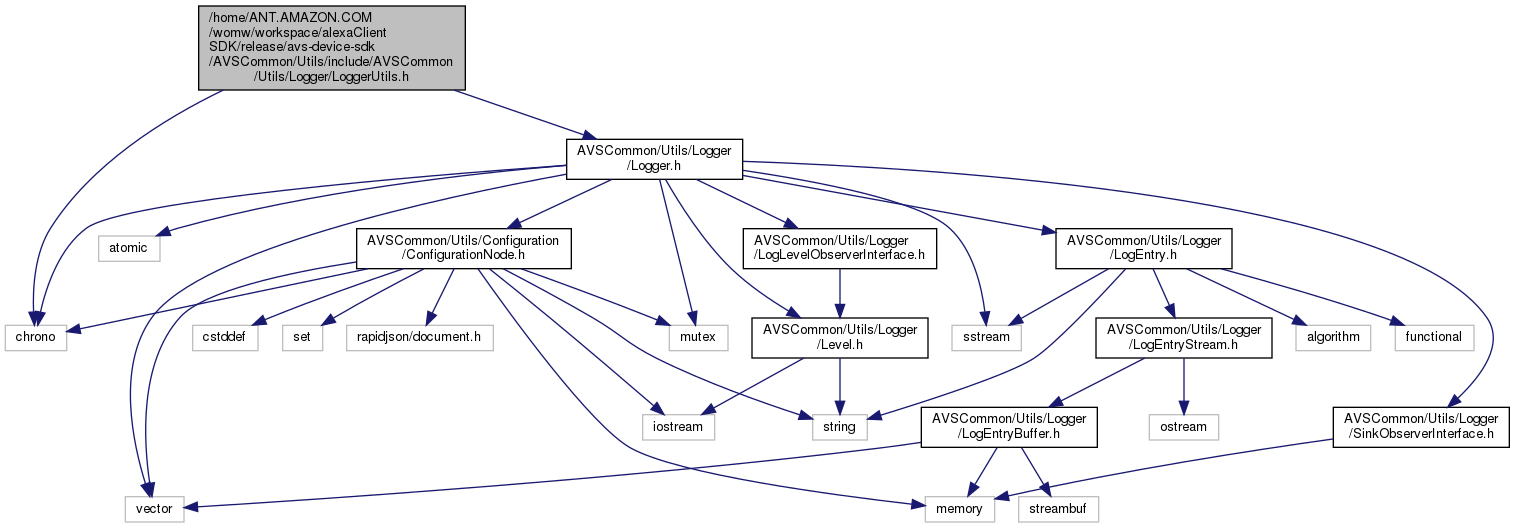 /home/ANT.AMAZON.COM
/womw/workspace/alexaClient
SDK/release/avs-device-sdk
/AVSCommon/Utils/include/AVSCommon
/Utils/Logger/LoggerUtils.h
AVSCommon/Utils/Logger
/Logger.h
atomic
AVSCommon/Utils/Configuration
/ConfigurationNode.h
AVSCommon/Utils/Logger
/LogLevelObserverInterface.h
AVSCommon/Utils/Logger
/LogEntry.h
chrono
cstddef
set
rapidjson/document.h
mutex
AVSCommon/Utils/Logger
/Level.h
sstream
AVSCommon/Utils/Logger
/LogEntryStream.h
algorithm
functional
iostream
string
AVSCommon/Utils/Logger
/LogEntryBuffer.h
ostream
AVSCommon/Utils/Logger
/SinkObserverInterface.h
vector
memory
streambuf